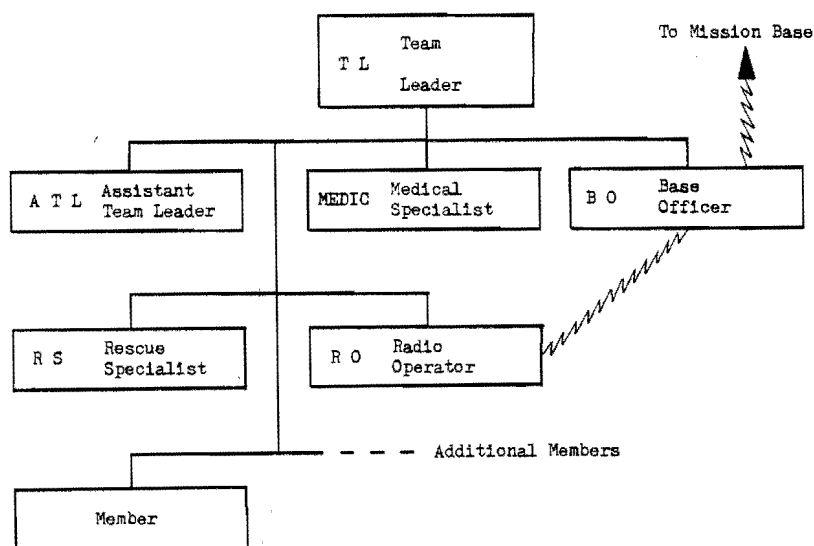 Team
T L
Leader
To Mission Base
A T L Assistant
Team Leader
MEDIC Medical
Specialist
B O Base
Officer
R S Rescue
Specialist
R O Radio
Operator
Additional Members
Member